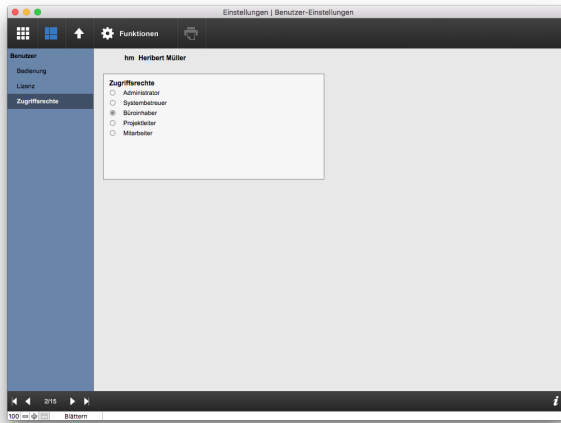 Einstellungen | Benutzer-Einstellungen
Funktionen
Benutzer
Bedienung
Lizenz
Zugriffsrechte
hm Heribert Müller
Zugriffsrechte
Administrator
Systembetreuer
Büroinhaber
Projektleiter
Mitarbeiter
2/15
i
100
Blättern